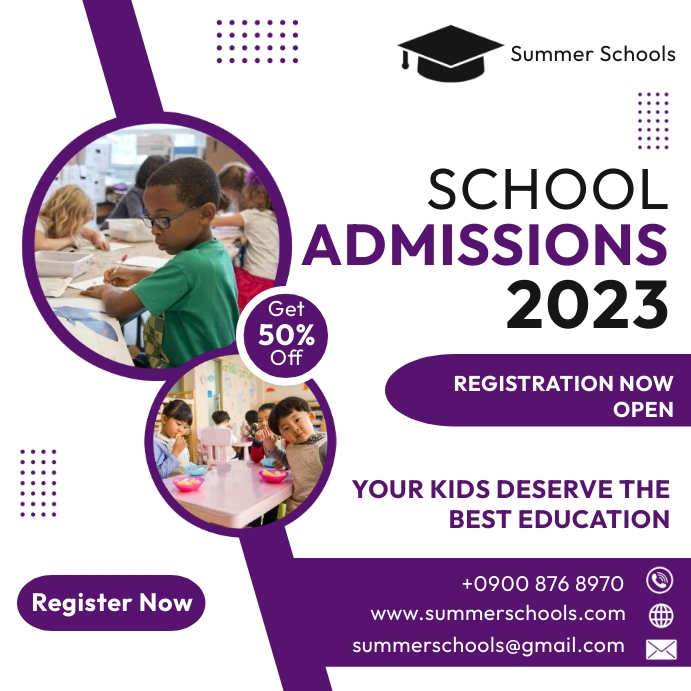 Summer Schools
SCHOOL
ADMISSIONS
2023
Get
50%
Off
REGISTRATION NOW
OPEN
YOUR KIDS DESERVE THE
BEST EDUCATION
Register Now
+0900 876 8970
www.summerschools.com
summerschools@gmail.com